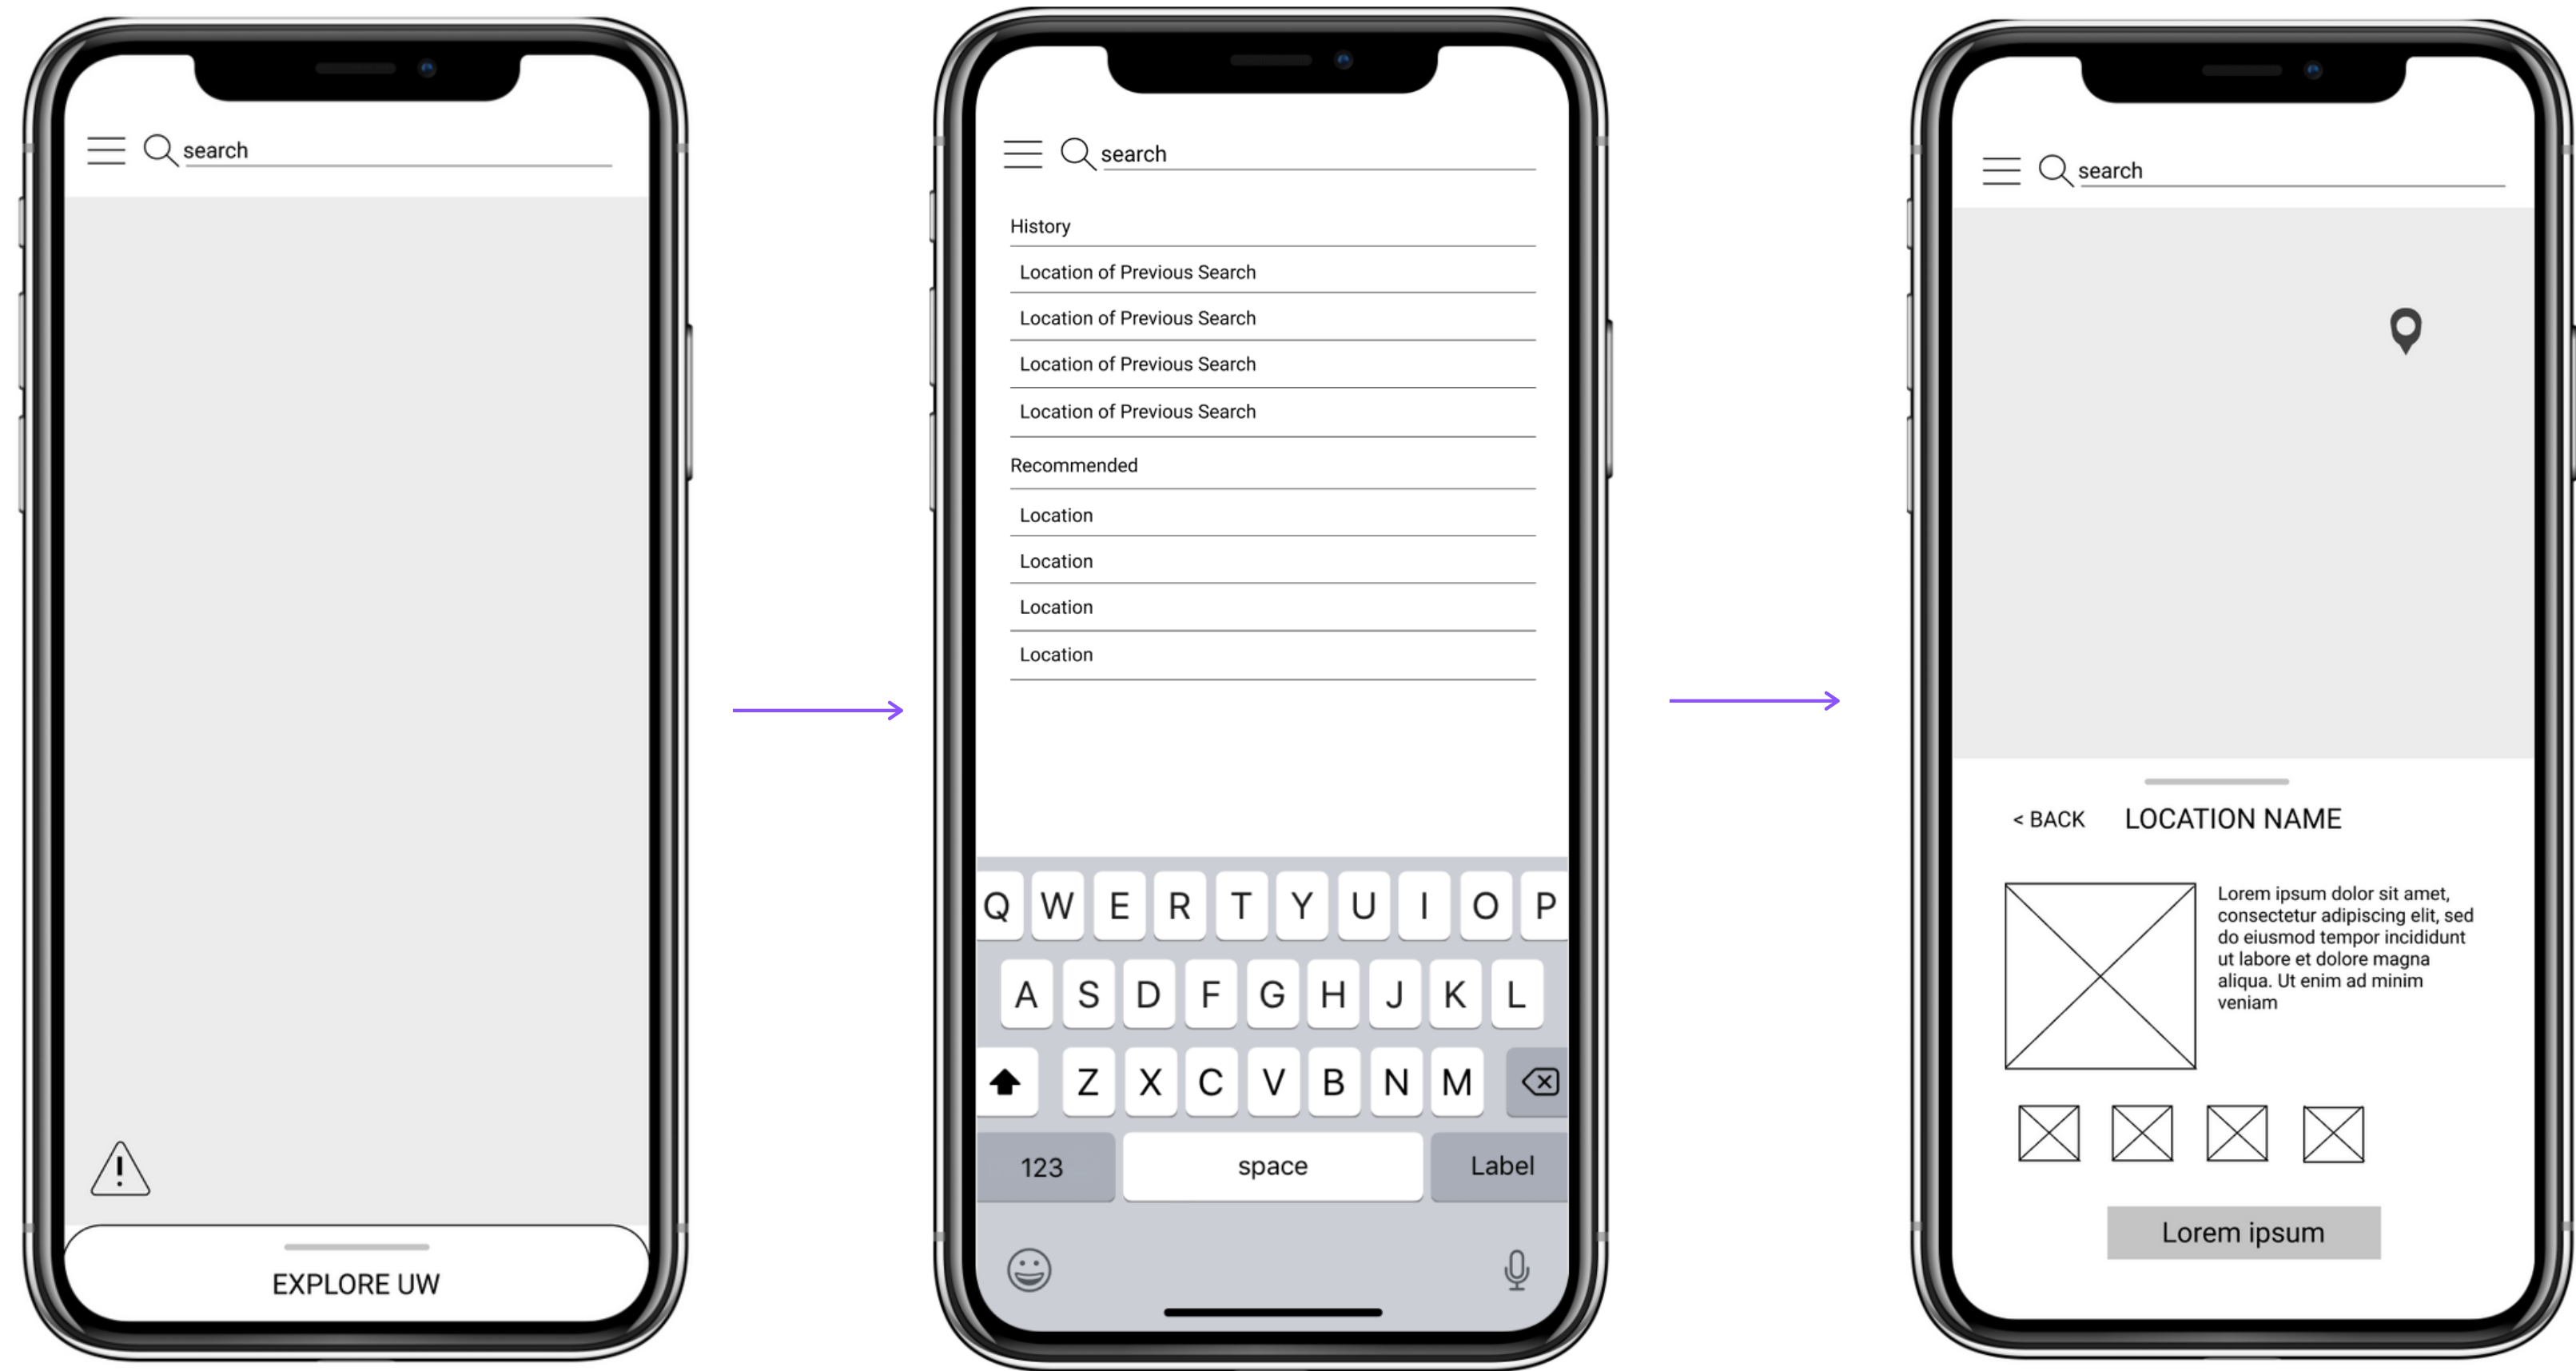 search
EXPLORE UW
search
History
Location of Previous Search
Location of Previous Search
Location of Previous Search
Location of Previous Search
Recommended
Location
Location
Location
Location
Q W E R T Y U I O P
A S D F G H J K L
Z X C V B N M
123 space Label
search
< BACK LOCATION NAME
Lorem ipsum dolor sit amet,
consectetur adipiscing elit, sed
do eiusmod tempor incididunt
ut labore et dolore magna
aliqua. Ut enim ad minim
veniam
Lorem ipsum